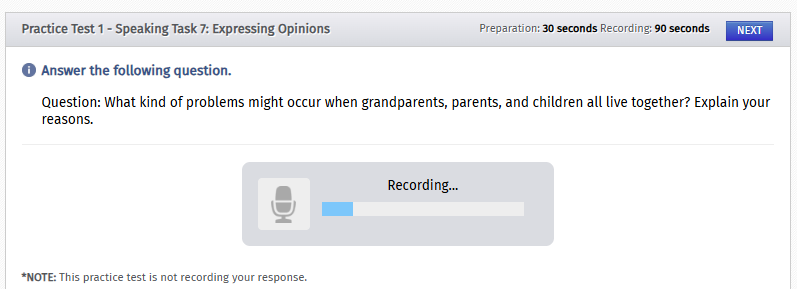 Practice Test 1 - Speaking Task 7: Expressing Opinions
Preparation: 30 seconds Recording: 90 seconds
NEXT
Answer the following question.
Question: What kind of problems might occur when grandparents, parents, and children all live together? Explain your
reasons.
Recording...
*NOTE: This practice test is not recording your response.